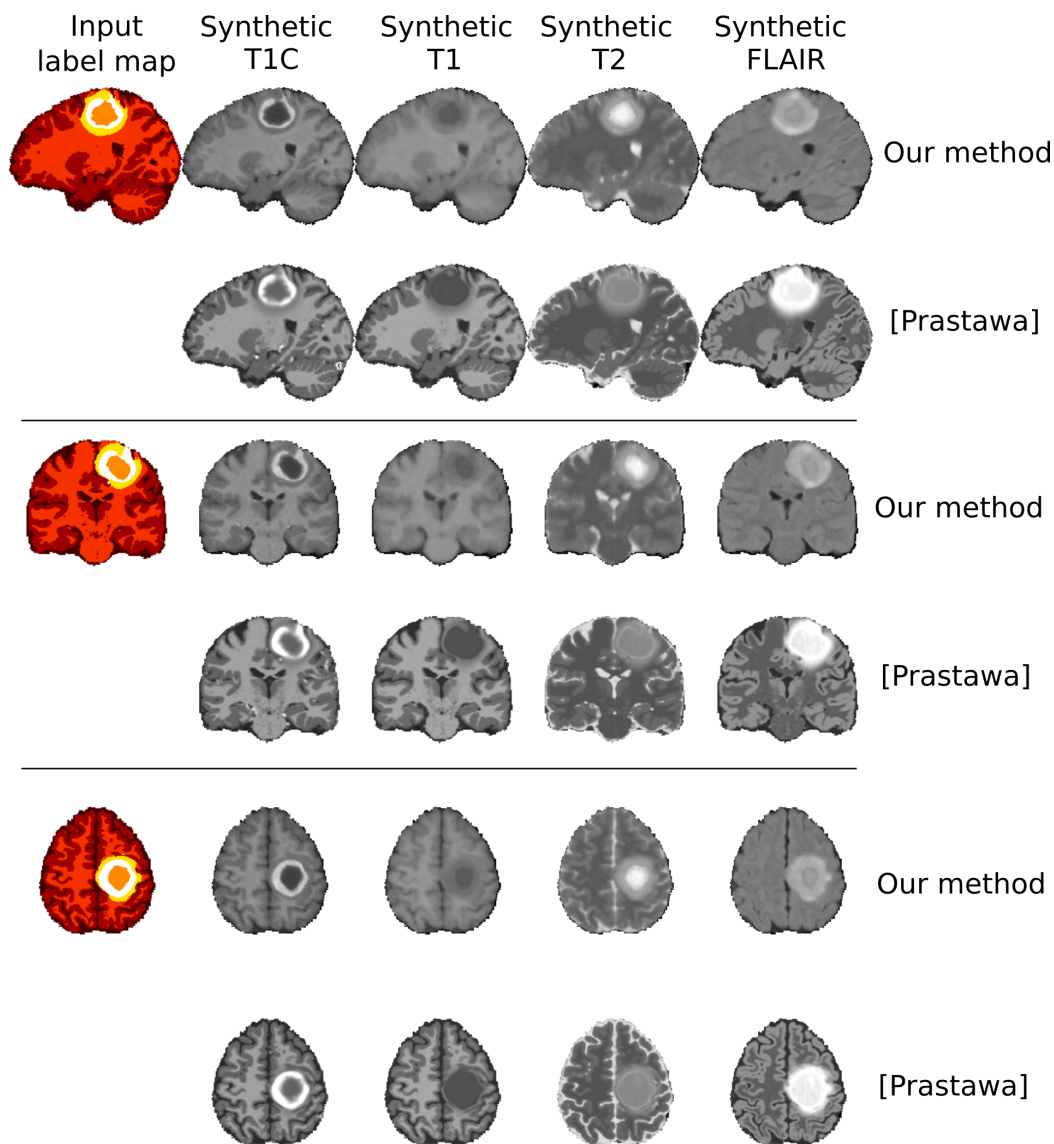 Input
label map
Synthetic
T1C
Synthetic
T1
Synthetic
T2
Synthetic
FLAIR
Our method
[Prastawa]
Our method
[Prastawa]
Our method
[Prastawa]